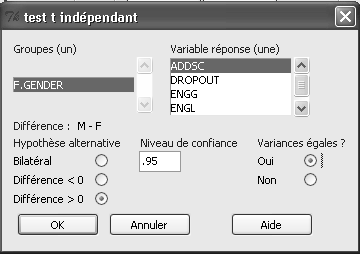 test t indépendant
Groupes (un)
Variable réponse (une)
F.GENDER
ADDSC
DROPOUT
ENGG
ENGL
Différence : M - F
Hypothèse alternative
Niveau de confiance
Variances égales ?
Bilatéral
.95
Oui
Différence < 0
Non
Différence > 0
OK
Annuler
Aide